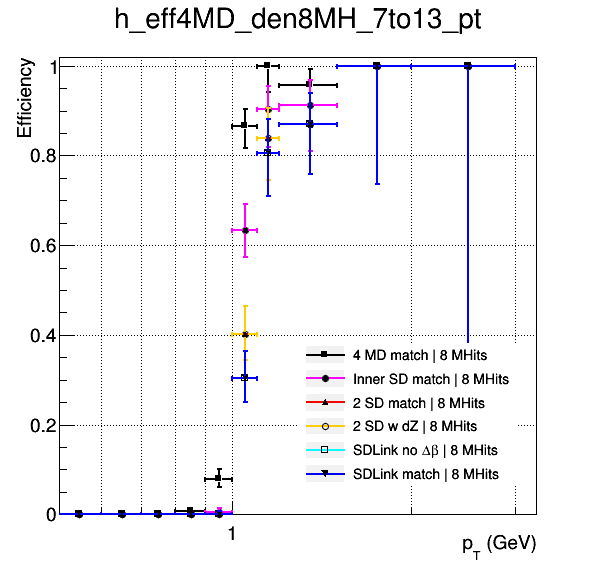 h_eff4MD_den8MH_7to13_pt
Efficiency
1
0.8
0.6
0.4
0.2
0
4 MD match | 8 MHits
Inner SD match | 8 MHits
2 SD match | 8 MHits
2 SD w dZ | 8 MHits
SDLink no Δβ | 8 MHits
SDLink match | 8 MHits
1
p_T (GeV)